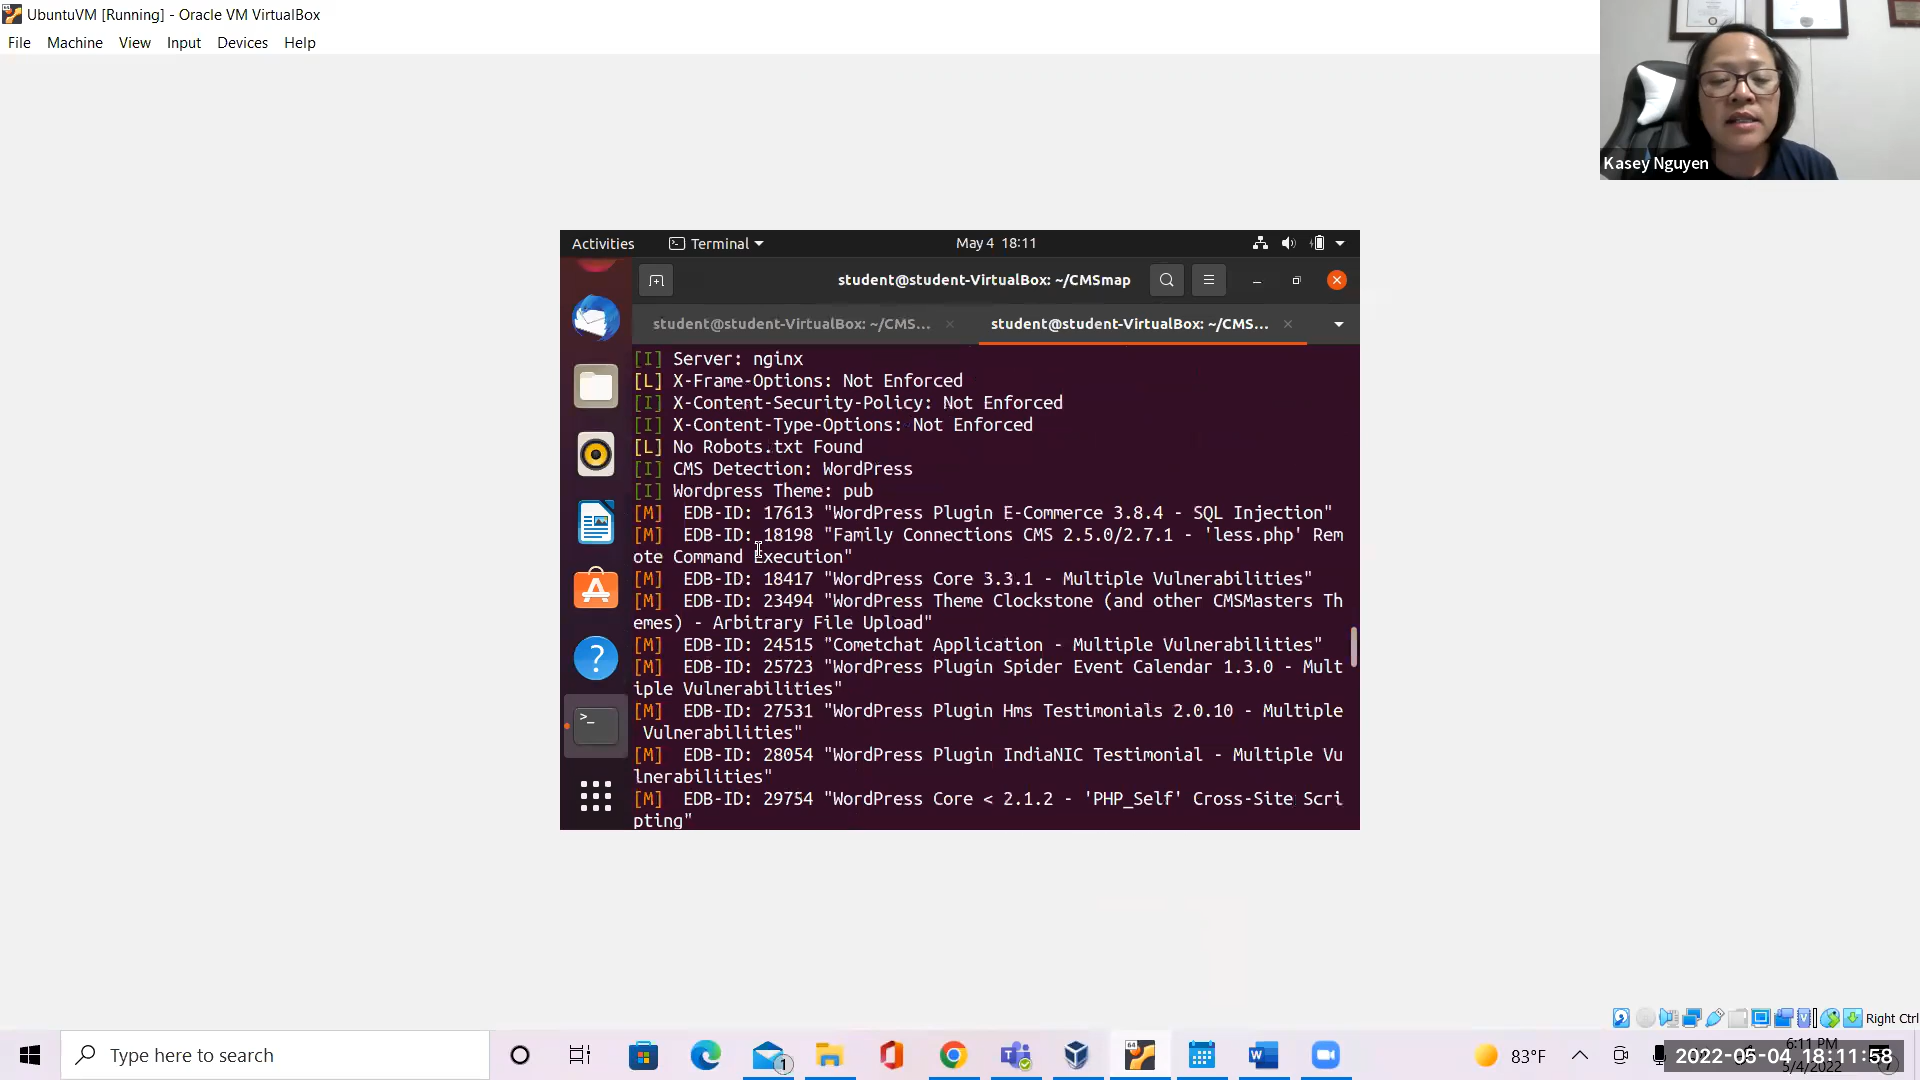 UbuntuVM [Running] - Oracle VM VirtualBox
File Machine View Input Devices Help
Kasey Nguyen
Activities Terminal May 4 18:11
student@student-VirtualBox: ~/CMSmap
student@student-VirtualBox: ~/CMS... student@student-VirtualBox: ~/CMS...
[I] Server: nginx
[L] X-Frame-Options: Not Enforced
[I] X-Content-Security-Policy: Not Enforced
[I] X-Content-Type-Options: Not Enforced
[L] No Robots.txt Found
[I] CMS Detection: WordPress
[I] Wordpress Theme: pub
[M] EDB-ID: 17613 "WordPress Plugin E-Commerce 3.8.4 - SQL Injection"
[M] EDB-ID: 18198 "Family Connections CMS 2.5.0/2.7.1 - 'less.php' Rem
ote Command Execution"
[M] EDB-ID: 18417 "WordPress Core 3.3.1 - Multiple Vulnerabilities"
[M] EDB-ID: 23494 "WordPress Theme Clockstone (and other CMSMasters Th
emes) - Arbitrary File Upload"
[M] EDB-ID: 24515 "Cometchat Application - Multiple Vulnerabilities"
[M] EDB-ID: 25723 "WordPress Plugin Spider Event Calendar 1.3.0 - Mult
iple Vulnerabilities"
[M] EDB-ID: 27531 "WordPress Plugin Hms Testimonials 2.0.10 - Multiple
Vulnerabilities"
[M] EDB-ID: 28054 "WordPress Plugin IndiaNIC Testimonial - Multiple Vu
lnerabilities"
[M] EDB-ID: 29754 "WordPress Core < 2.1.2 - 'PHP_Self' Cross-Site Scri
pting"
Right Ctrl
Type here to search
1
64
83°F
6:11 PM
2022-05-04 18:11:58
5/4/2022
7